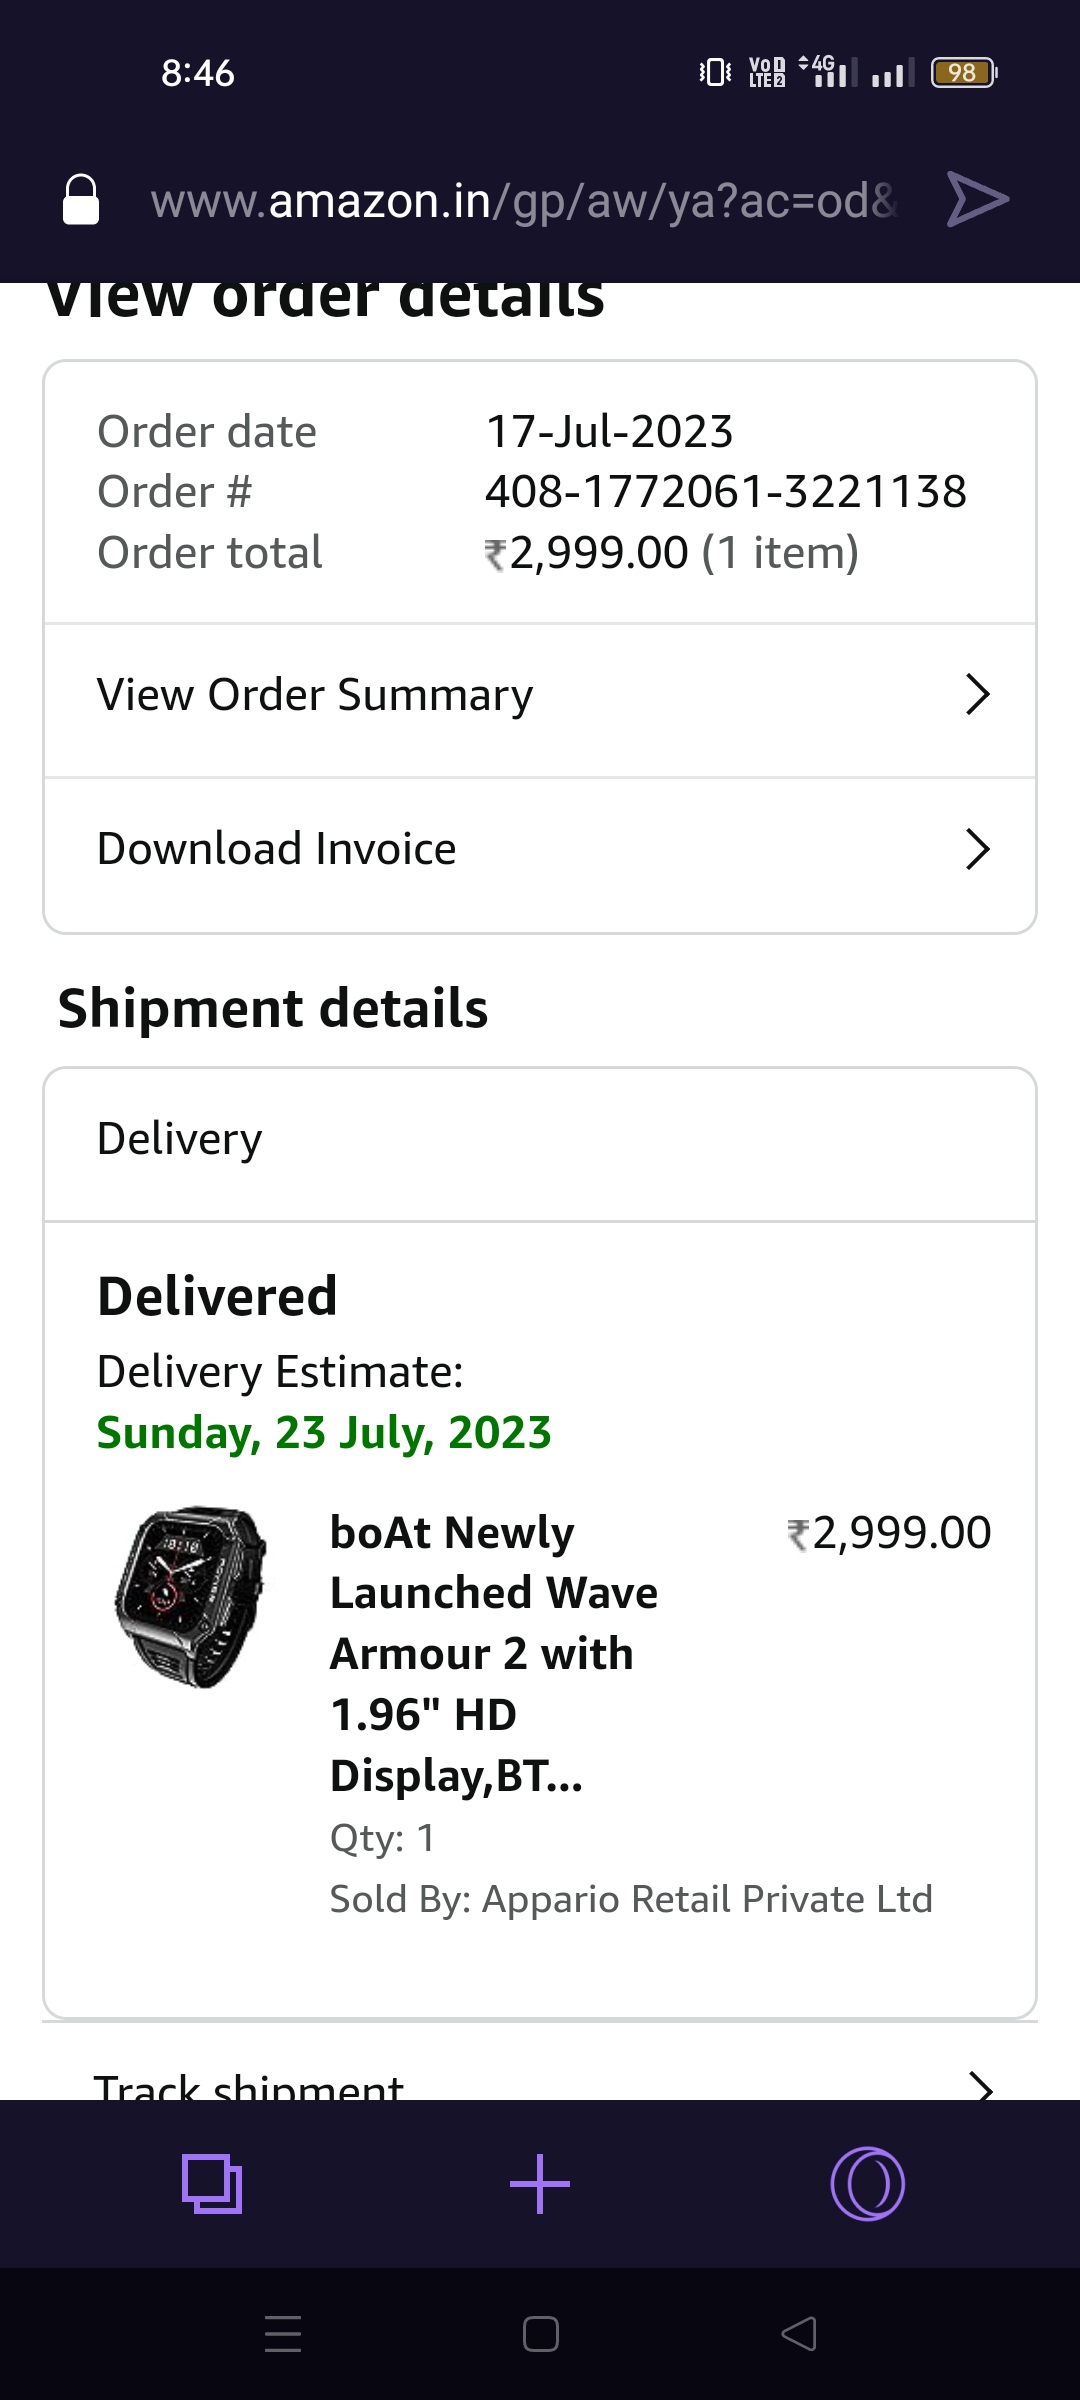 8:46
Vo 1
LTE 2
4G
98
www.amazon.in/gp/aw/ya?ac=od&
View order details
Order date 17-Jul-2023
Order # 408-1772061-3221138
Order total ₹2,999.00 (1 item)
View Order Summary
Download Invoice
Shipment details
Delivery
Delivered
Delivery Estimate:
Sunday, 23 July, 2023
boAt Newly ₹2,999.00
Launched Wave
Armour 2 with
1.96" HD
Display,BT...
Qty: 1
Sold By: Appario Retail Private Ltd
Track shipment